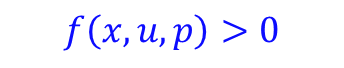 f(x, u, p) > 0